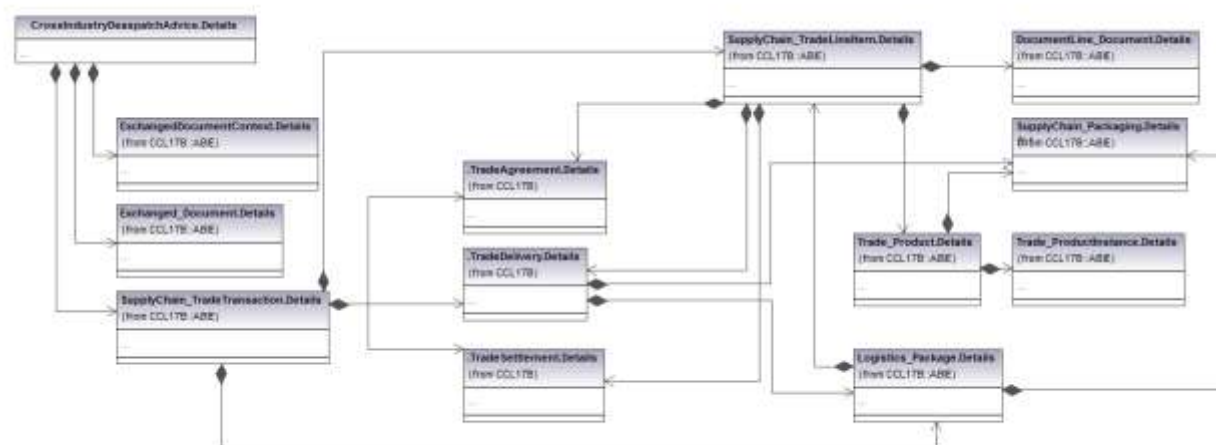 CrossIndustryDespatchAdvice.Details
...
ExchangedDocumentContext.Details
(from CCL17B::ABIE)
...
Exchanged_Document.Details
(from CCL17B::ABIE)
...
SupplyChain_TradeTransaction.Details
(from CCL17B::ABIE)
...
.TradeAgreement.Details
(from CCL17B)
...
.TradeDelivery.Details
(from CCL17B)
...
.TradeSettlement.Details
(from CCL17B)
...
SupplyChain_TradeLineItem.Details
(from CCL17B::ABIE)
...
DocumentLine_Document.Details
(from CCL17B::ABIE)
...
SupplyChain_Packaging.Details
(from CCL17B::ABIE)
...
Trade_Product.Details
(from CCL17B::ABIE)
...
Trade_ProductInstance.Details
(from CCL17B::ABIE)
...
Logistics_Package.Details
(from CCL17B::ABIE)
...